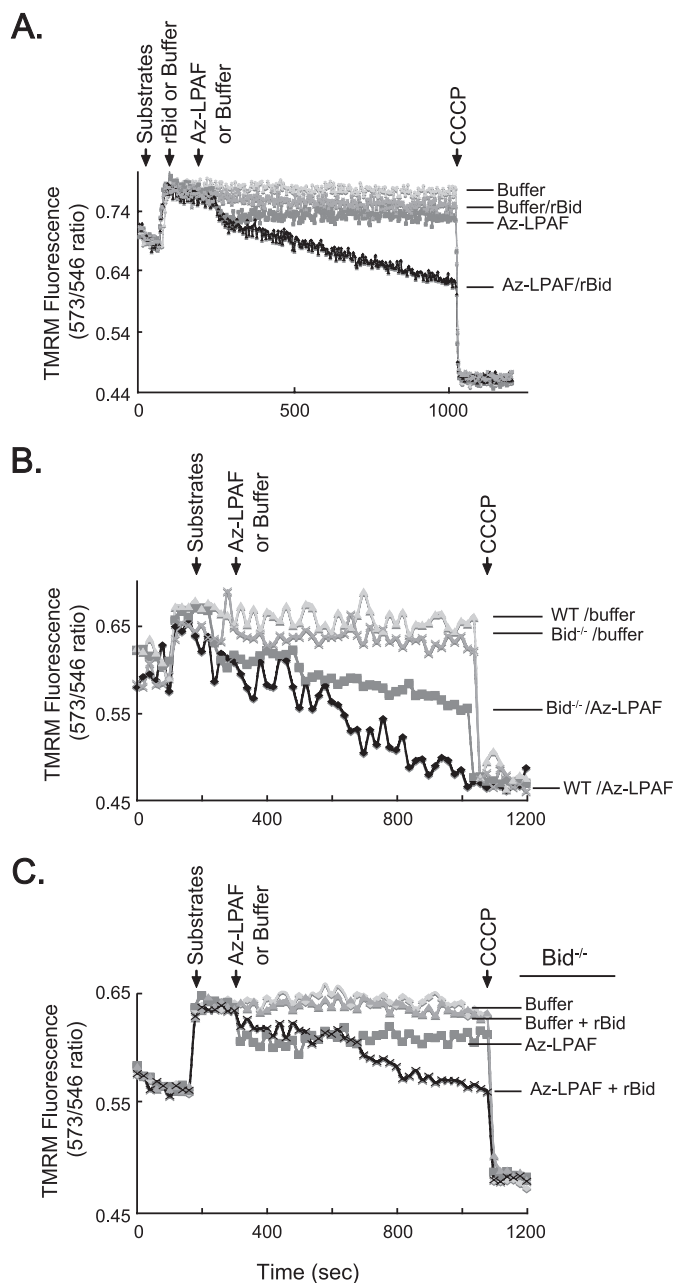 A.
Substrates
rBid or Buffer
Az-LPAF
or Buffer
CCCP
TMRM Fluorescence
(573/546 ratio)
0.74
0.64
0.54
0.44
0
500
1000
Buffer
Buffer/rBid
Az-LPAF
Az-LPAF/rBid
B.
Substrates
Az-LPAF
or Buffer
CCCP
TMRM Fluorescence
(573/546 ratio)
0.65
0.55
0.45
0
400
800
1200
WT /buffer
Bid-/- /buffer
Bid-/- /Az-LPAF
WT /Az-LPAF
C.
Substrates
Az-LPAF
or Buffer
CCCP
Bid-/-
TMRM Fluorescence
(573/546 ratio)
0.65
0.55
0.45
0
400
800
1200
Buffer
Buffer + rBid
Az-LPAF
Az-LPAF + rBid
Time (sec)